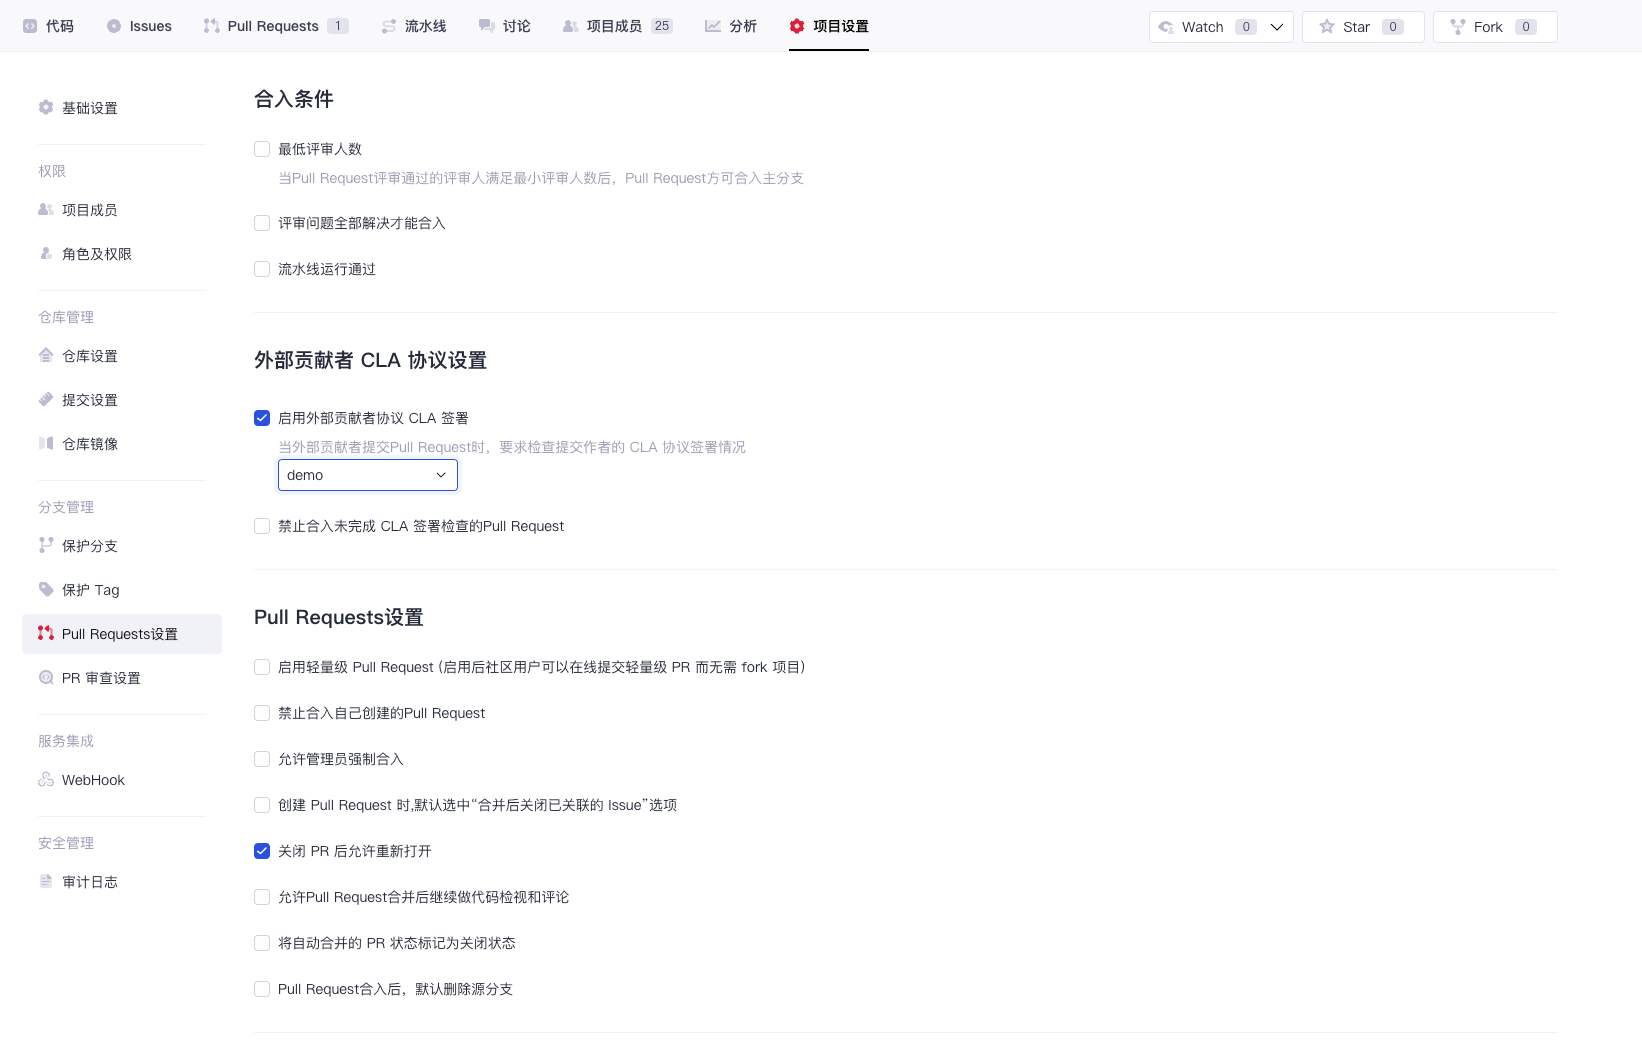 代码 Issues Pull Requests 1 流水线 讨论 项目成员 25 分析 项目设置 Watch 0 Star 0 Fork 0
基础设置
权限
项目成员
角色及权限
仓库管理
仓库设置
提交设置
仓库镜像
分支管理
保护分支
保护 Tag
Pull Requests设置
PR 审查设置
服务集成
WebHook
安全管理
审计日志
合入条件
最低评审人数
当Pull Request评审通过的评审人满足最小评审人数后，Pull Request方可合入主分支
评审问题全部解决才能合入
流水线运行通过
外部贡献者 CLA 协议设置
启用外部贡献者协议 CLA 签署
当外部贡献者提交Pull Request时，要求检查提交作者的 CLA 协议签署情况
demo
禁止合入未完成 CLA 签署检查的Pull Request
Pull Requests设置
启用轻量级 Pull Request (启用后社区用户可以在线提交轻量级 PR 而无需 fork 项目)
禁止合入自己创建的Pull Request
允许管理员强制合入
创建 Pull Request 时,默认选中“合并后关闭已关联的 Issue”选项
关闭 PR 后允许重新打开
允许Pull Request合并后继续做代码检视和评论
将自动合并的 PR 状态标记为关闭状态
Pull Request合入后，默认删除源分支